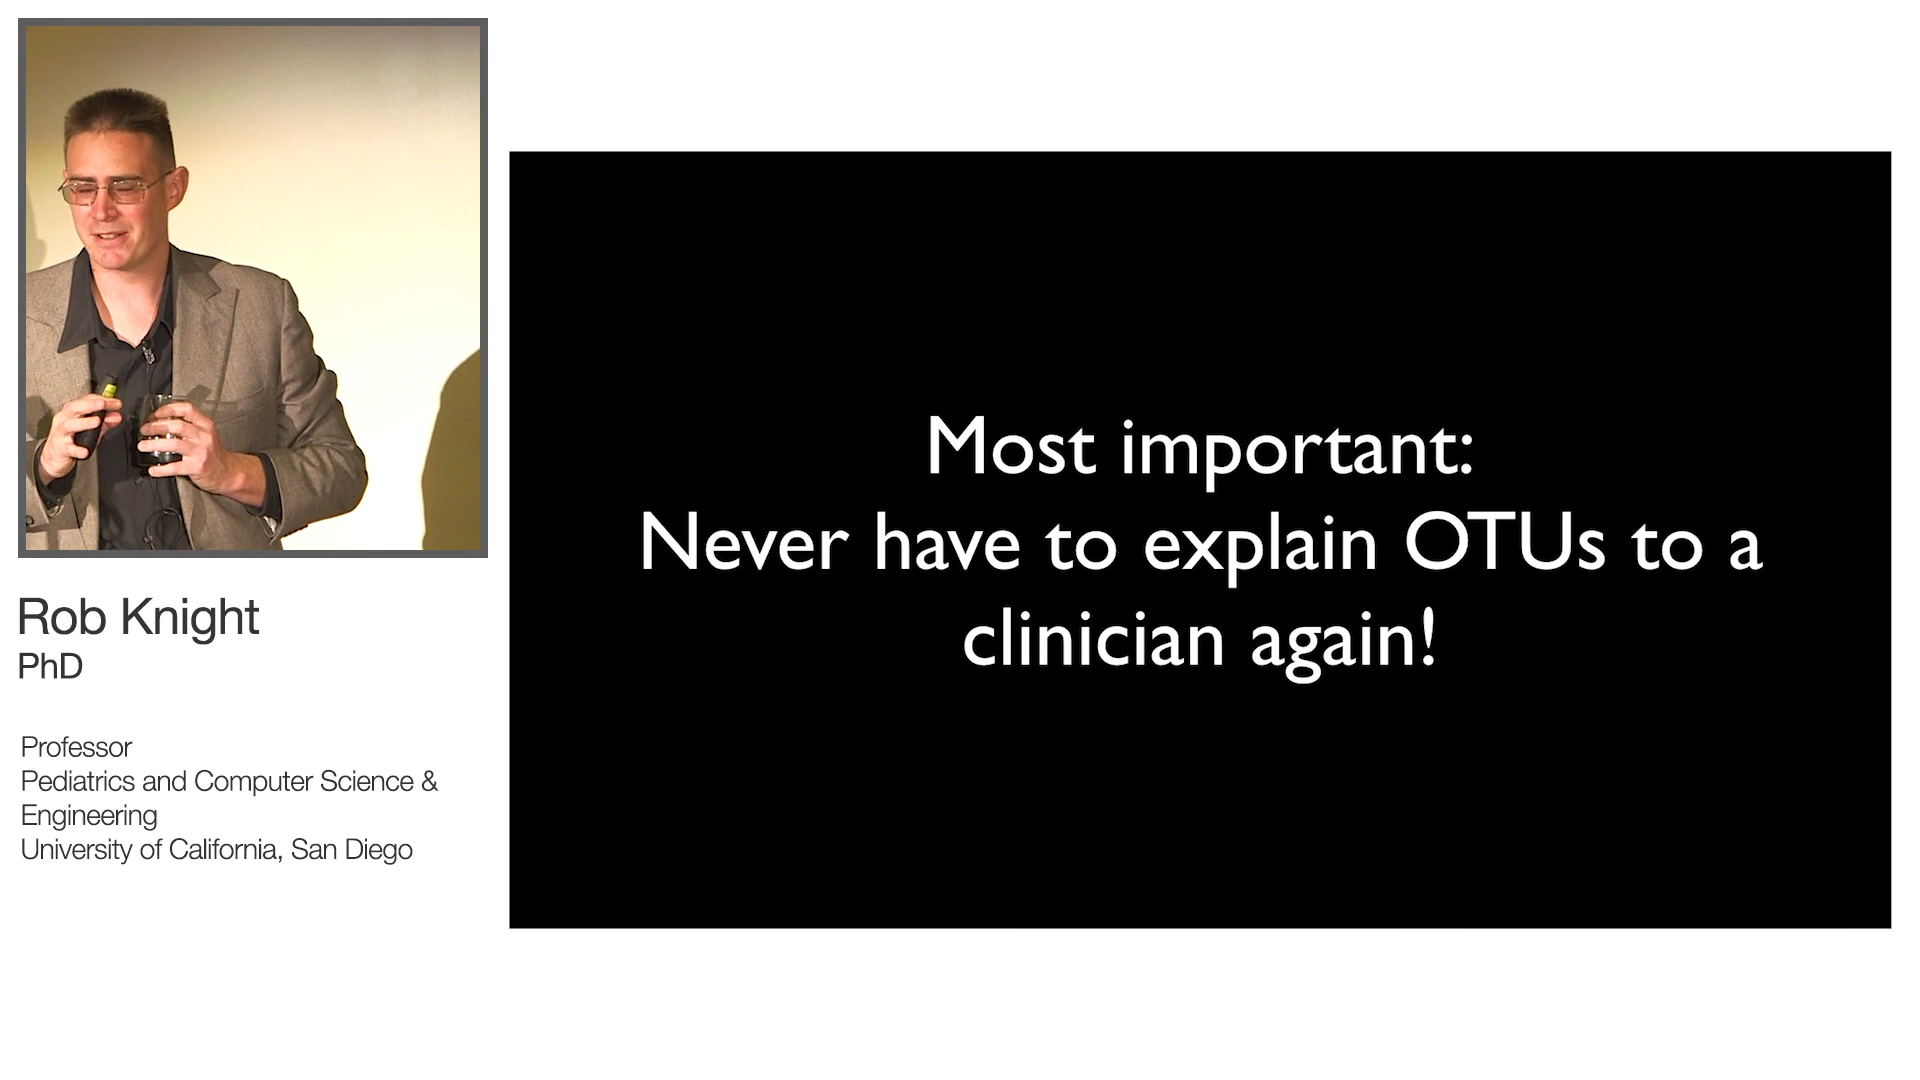 Rob Knight
PhD
Professor
Pediatrics and Computer Science &
Engineering
University of California, San Diego
Most important:
Never have to explain OTUs to a
clinician again!